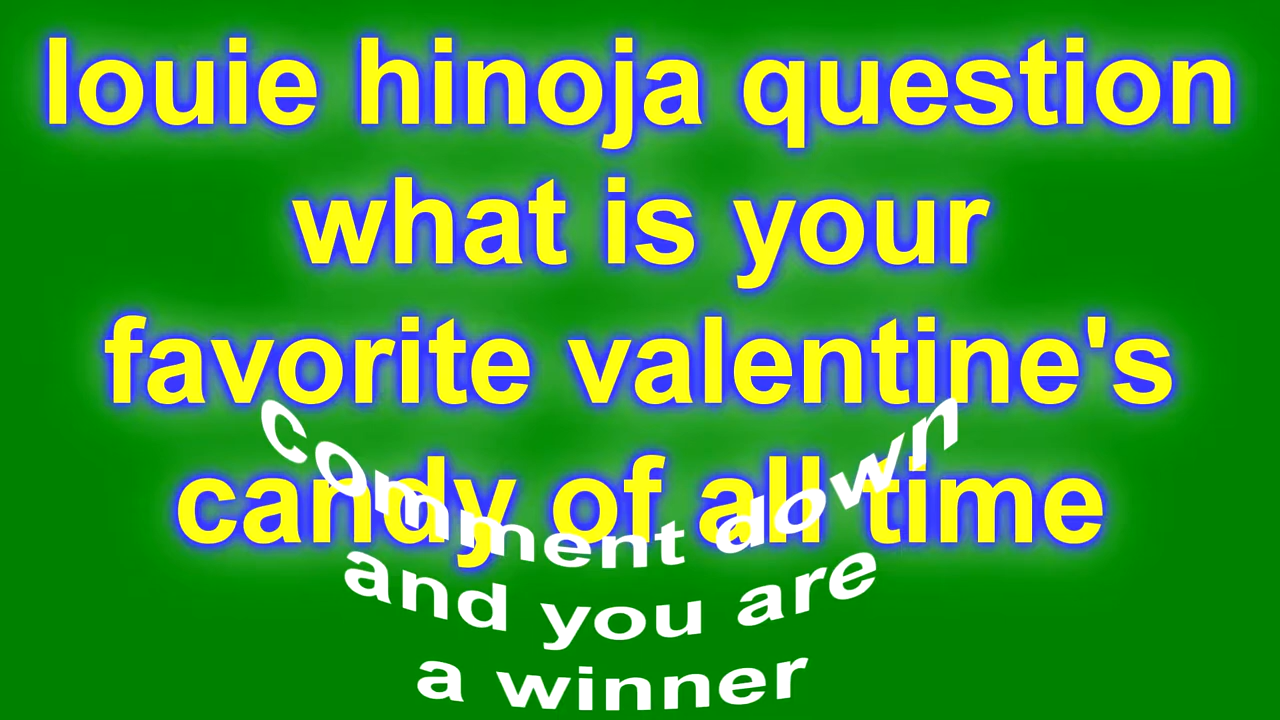 louie hinoja question
what is your
favorite valentine's
candy of all time
comment down
and you are
a winner